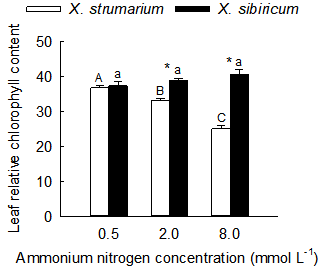 X. strumarium X. sibiricum
Leaf relative chlorophyll content
50
40
30
20
10
0
A a
B * a
C * a
0.5 2.0 8.0
Ammonium nitrogen concentration (mmol L⁻¹)